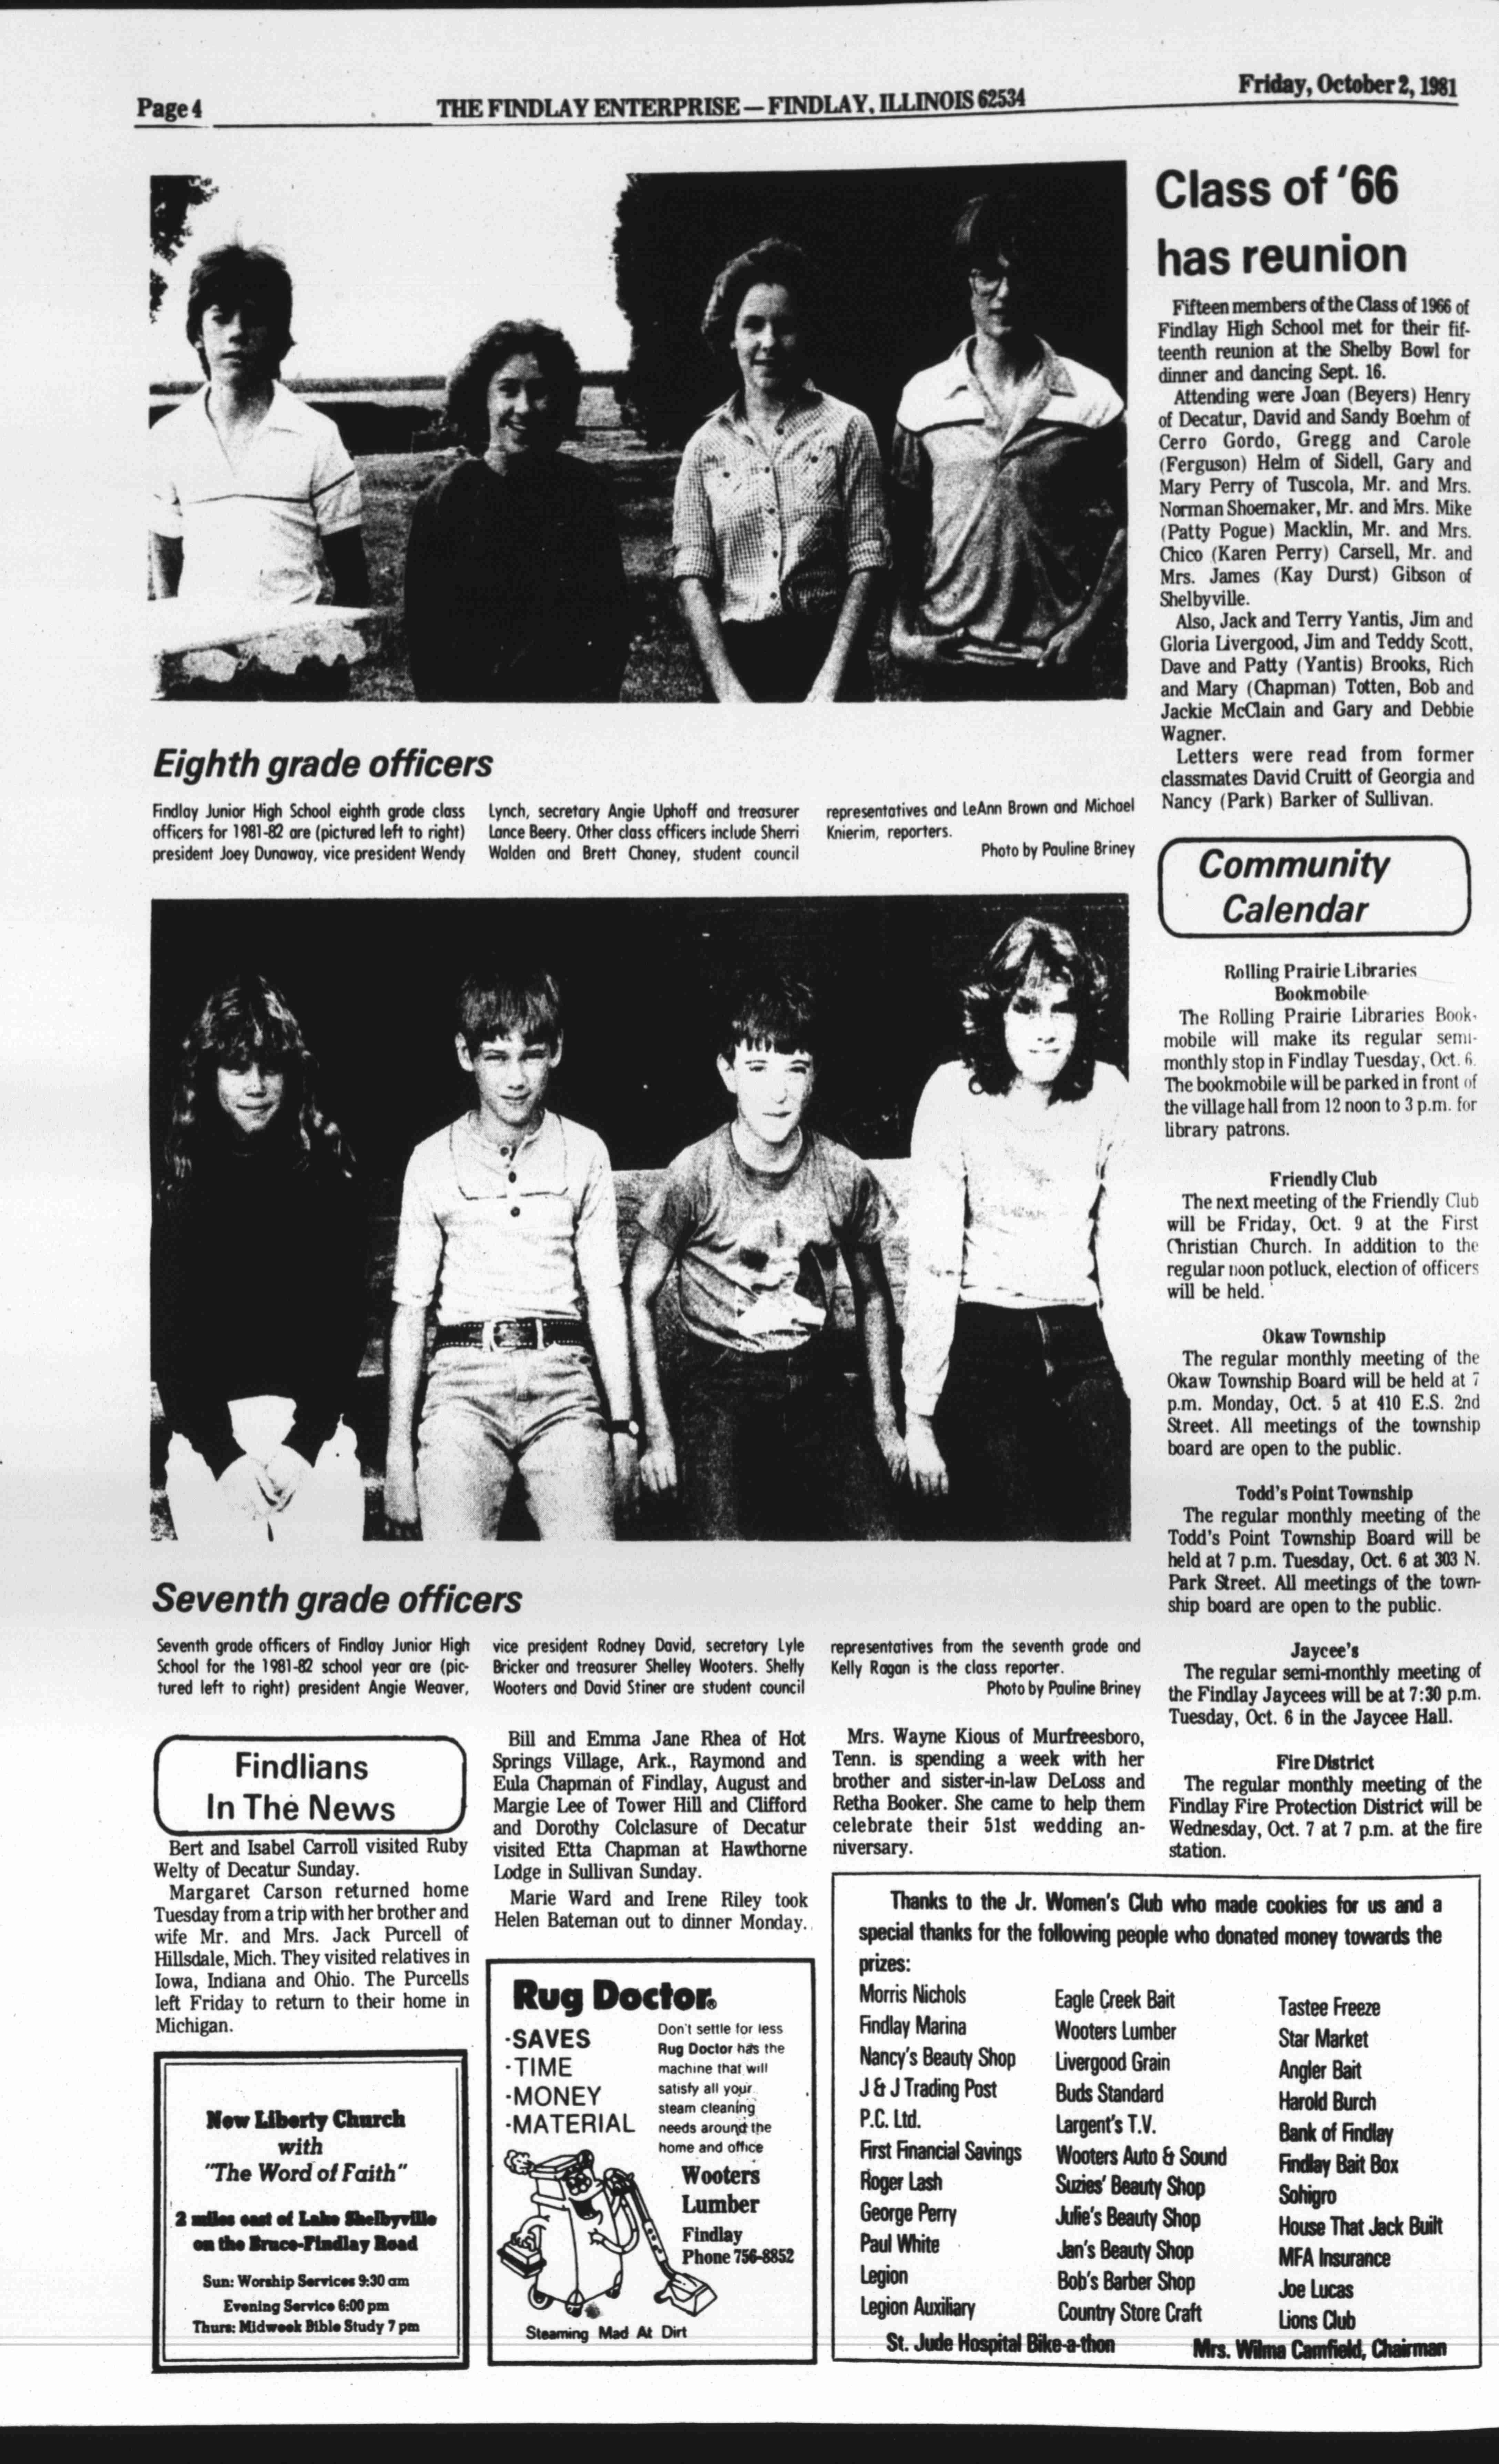 Page 4
THE FINDLAY ENTERPRISE — FINDLAY, ILLINOIS 62534
Friday, October 2, 1981
Eighth grade officers
Findlay Junior High School eighth grade class
officers for 1981-82 are (pictured left to right)
president Joey Dunaway, vice president Wendy
Lynch, secretary Angie Uphoff and treasurer
Lance Beery. Other class officers include Sherri
Walden and Brett Chaney, student council
representatives and LeAnn Brown and Michael
Knierim, reporters.
Photo by Pauline Briney
Seventh grade officers
Seventh grade officers of Findlay Junior High
School for the 1981-82 school year are (pic-
tured left to right) president Angie Weaver,
vice president Rodney David, secretary Lyle
Bricker and treasurer Shelley Wooters. Shelly
Wooters and David Stiner are student council
representatives from the seventh grade and
Kelly Ragan is the class reporter.
Photo by Pauline Briney
Findlians
In The News
Bert and Isabel Carroll visited Ruby
Welty of Decatur Sunday.
Margaret Carson returned home
Tuesday from a trip with her brother and
wife Mr. and Mrs. Jack Purcell of
Hillsdale, Mich. They visited relatives in
Iowa, Indiana and Ohio. The Purcells
left Friday to return to their home in
Michigan.
Bill and Emma Jane Rhea of Hot
Springs Village, Ark., Raymond and
Eula Chapman of Findlay, August and
Margie Lee of Tower Hill and Clifford
and Dorothy Colclasure of Decatur
visited Etta Chapman at Hawthorne
Lodge in Sullivan Sunday.
Marie Ward and Irene Riley took
Helen Bateman out to dinner Monday.
Mrs. Wayne Kious of Murfreesboro,
Tenn. is spending a week with her
brother and sister-in-law DeLoss and
Retha Booker. She came to help them
celebrate their 51st wedding an-
niversary.
New Liberty Church
with
"The Word of Faith"
2 miles east of Lake Shelbyville
on the Bruce-Findlay Road
Sun: Worship Services 9:30 am
Evening Service 6:00 pm
Thurs: Midweek Bible Study 7 pm
Rug Doctor®
·SAVES
·TIME
·MONEY
·MATERIAL
Don't settle for less
Rug Doctor has the
machine that will
satisfy all your
steam cleaning
needs around the
home and office
Wooters
Lumber
Findlay
Phone 756-8852
Steaming Mad At Dirt
Class of '66
has reunion
Fifteen members of the Class of 1966 of
Findlay High School met for their fif-
teenth reunion at the Shelby Bowl for
dinner and dancing Sept. 16.
Attending were Joan (Beyers) Henry
of Decatur, David and Sandy Boehm of
Cerro Gordo, Gregg and Carole
(Ferguson) Helm of Sidell, Gary and
Mary Perry of Tuscola, Mr. and Mrs.
Norman Shoemaker, Mr. and Mrs. Mike
(Patty Pogue) Macklin, Mr. and Mrs.
Chico (Karen Perry) Carsell, Mr. and
Mrs. James (Kay Durst) Gibson of
Shelbyville.
Also, Jack and Terry Yantis, Jim and
Gloria Livergood, Jim and Teddy Scott,
Dave and Patty (Yantis) Brooks, Rich
and Mary (Chapman) Totten, Bob and
Jackie McClain and Gary and Debbie
Wagner.
Letters were read from former
classmates David Cruitt of Georgia and
Nancy (Park) Barker of Sullivan.
Community
Calendar
Rolling Prairie Libraries
Bookmobile
The Rolling Prairie Libraries Book-
mobile will make its regular semi-
monthly stop in Findlay Tuesday, Oct. 6.
The bookmobile will be parked in front of
the village hall from 12 noon to 3 p.m. for
library patrons.
Friendly Club
The next meeting of the Friendly Club
will be Friday, Oct. 9 at the First
Christian Church. In addition to the
regular noon potluck, election of officers
will be held.
Okaw Township
The regular monthly meeting of the
Okaw Township Board will be held at 7
p.m. Monday, Oct. 5 at 410 E.S. 2nd
Street. All meetings of the township
board are open to the public.
Todd's Point Township
The regular monthly meeting of the
Todd's Point Township Board will be
held at 7 p.m. Tuesday, Oct. 6 at 303 N.
Park Street. All meetings of the town-
ship board are open to the public.
Jaycee's
The regular semi-monthly meeting of
the Findlay Jaycees will be at 7:30 p.m.
Tuesday, Oct. 6 in the Jaycee Hall.
Fire District
The regular monthly meeting of the
Findlay Fire Protection District will be
Wednesday, Oct. 7 at 7 p.m. at the fire
station.
Thanks to the Jr. Women's Club who made cookies for us and a
special thanks for the following people who donated money towards the
prizes:
Morris Nichols
Findlay Marina
Nancy's Beauty Shop
J & J Trading Post
P.C. Ltd.
First Financial Savings
Roger Lash
George Perry
Paul White
Legion
Legion Auxiliary
Eagle Creek Bait
Wooters Lumber
Livergood Grain
Buds Standard
Largent's T.V.
Wooters Auto & Sound
Suzies' Beauty Shop
Julie's Beauty Shop
Jan's Beauty Shop
Bob's Barber Shop
Country Store Craft
Tastee Freeze
Star Market
Angler Bait
Harold Burch
Bank of Findlay
Findlay Bait Box
Sohigro
House That Jack Built
MFA Insurance
Joe Lucas
Lions Club
St. Jude Hospital Bike-a-thon
Mrs. Wilma Camfield, Chairman